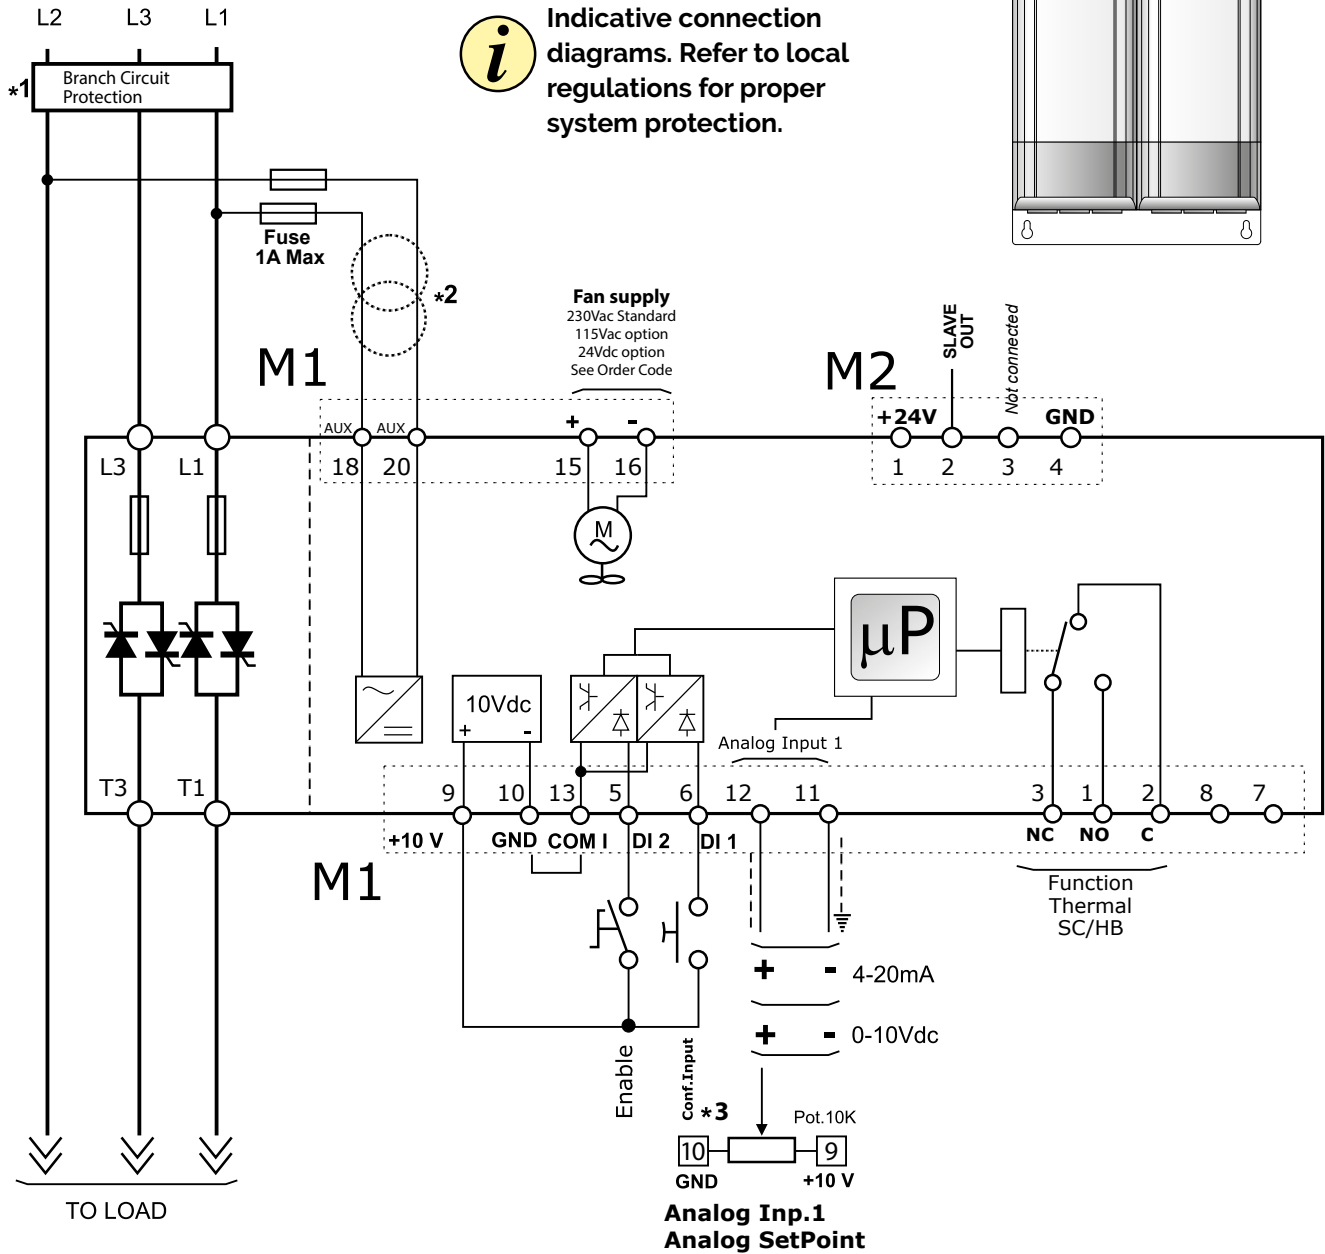 L2 L3 L1
Indicative connection
diagrams. Refer to local
regulations for proper
system protection.
i
*1
Branch Circuit
Protection
Fuse
1A Max
*2
Fan supply
230Vac Standard
115Vac option
24Vdc option
See Order Code
M1
M2
SLAVE
OUT
Not connected
AUX AUX
+ -
+24V GND
L3 L1
18 20
15 16
1 2 3 4
M
µP
10Vdc
+ -
Analog Input 1
T3 T1
9 10 13 5 6 12 11 3 1 2 8 7
+10 V GND COM I DI 2 DI 1 NC NO C
M1
Function
Thermal
SC/HB
+ - 4-20mA
+ - 0-10Vdc
Enable
Conf.Input
*3
Pot.10K
10 9
GND +10 V
TO LOAD
Analog Inp.1
Analog SetPoint